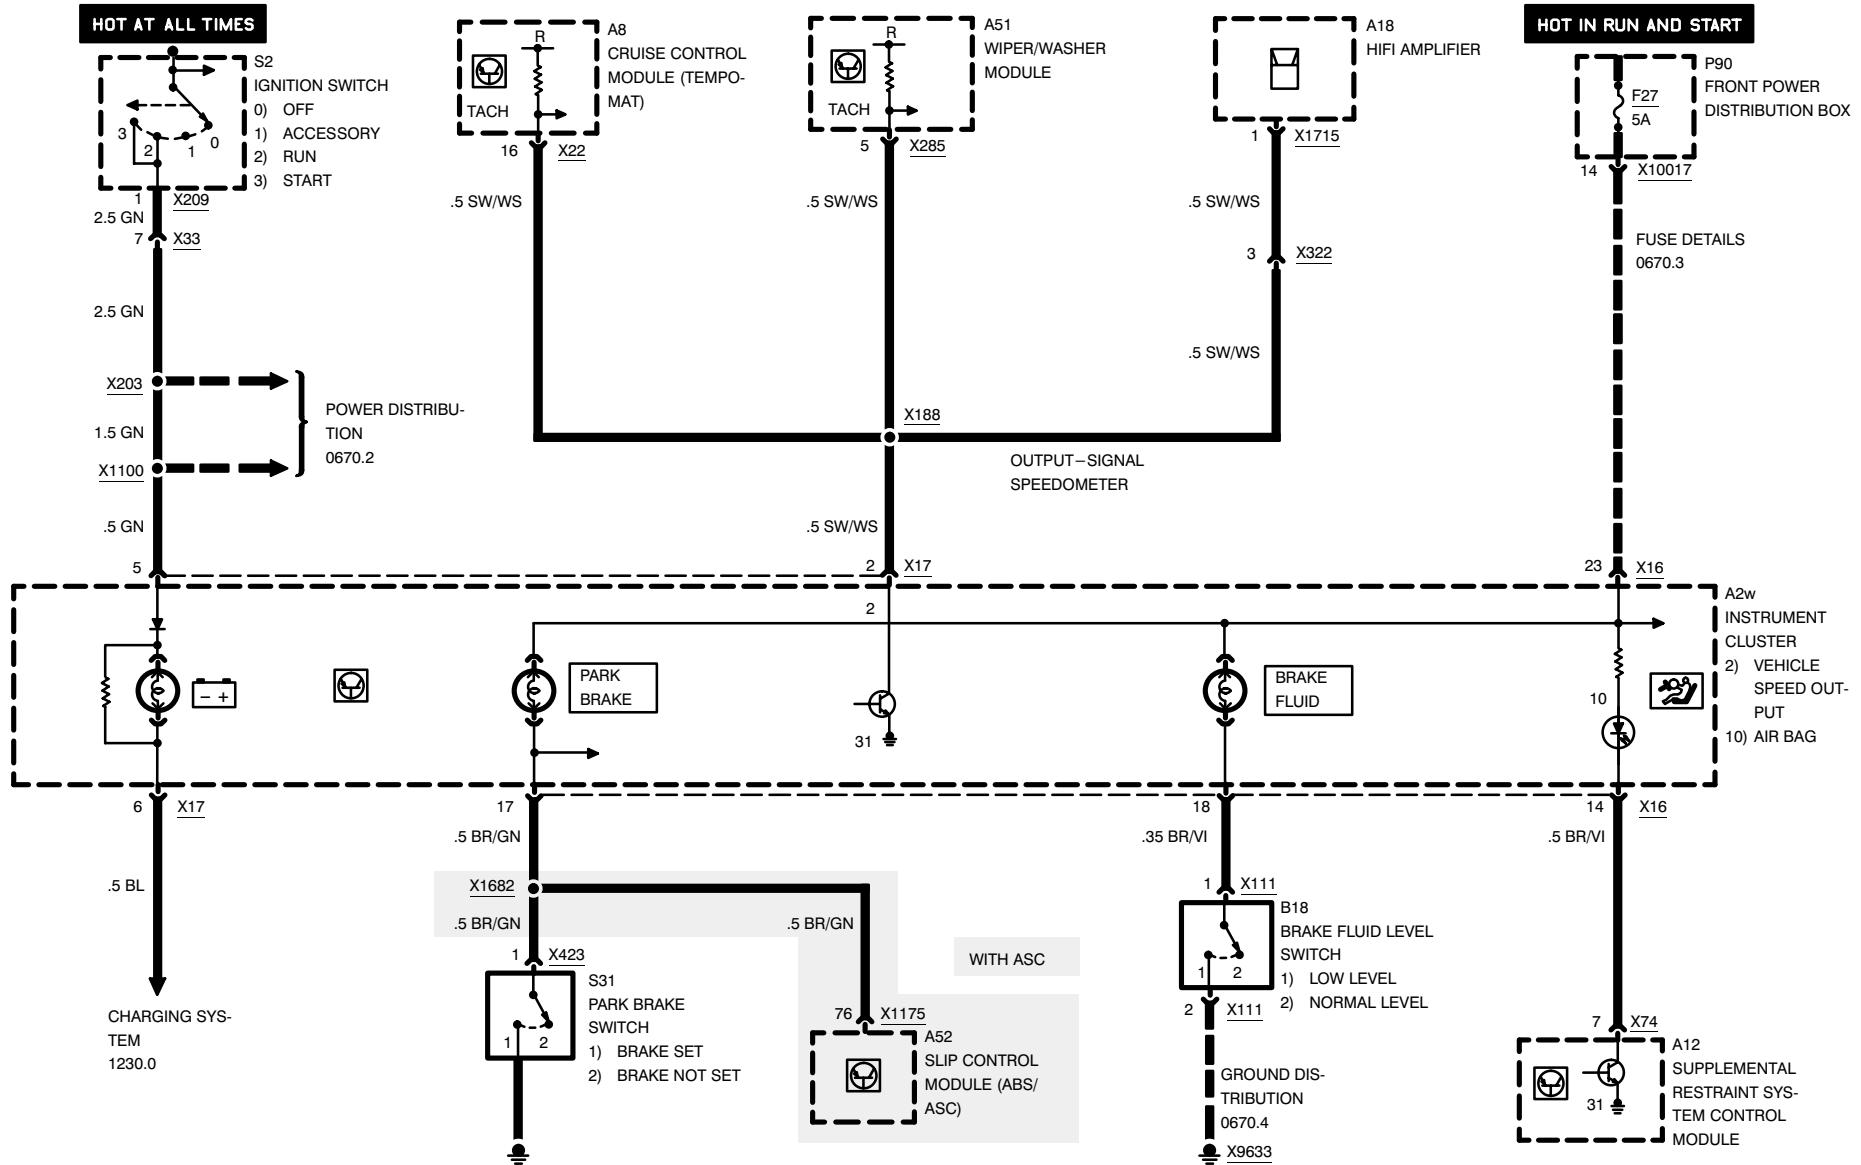 HOT AT ALL TIMES
S2
IGNITION SWITCH
0) OFF
1) ACCESSORY
2) RUN
3) START
3
2
1
0
1 X209
2.5 GN
7 X33
2.5 GN
X203
1.5 GN
X1100
.5 GN
5
POWER DISTRIBU-
TION
0670.2
R
TACH
A8
CRUISE CONTROL
MODULE (TEMPO-
MAT)
16 X22
.5 SW/WS
R
TACH
A51
WIPER/WASHER
MODULE
5 X285
.5 SW/WS
A18
HIFI AMPLIFIER
1 X1715
.5 SW/WS
3 X322
.5 SW/WS
X188
OUTPUT–SIGNAL
SPEEDOMETER
.5 SW/WS
2 X17
HOT IN RUN AND START
P90
FRONT POWER
DISTRIBUTION BOX
F27
5A
14 X10017
FUSE DETAILS
0670.3
23 X16
A2w
INSTRUMENT
CLUSTER
2) VEHICLE
SPEED OUT-
PUT
10) AIR BAG
– +
PARK
BRAKE
2
31
BRAKE
FLUID
10
6 X17
.5 BL
CHARGING SYS-
TEM
1230.0
17
.5 BR/GN
X1682
.5 BR/GN
.5 BR/GN
1 X423
1 2
S31
PARK BRAKE
SWITCH
1) BRAKE SET
2) BRAKE NOT SET
WITH ASC
76 X1175
A52
SLIP CONTROL
MODULE (ABS/
ASC)
18
.35 BR/VI
1 X111
1 2
B18
BRAKE FLUID LEVEL
SWITCH
1) LOW LEVEL
2) NORMAL LEVEL
2 X111
GROUND DIS-
TRIBUTION
0670.4
X9633
14 X16
.5 BR/VI
7 X74
31
A12
SUPPLEMENTAL
RESTRAINT SYS-
TEM CONTROL
MODULE